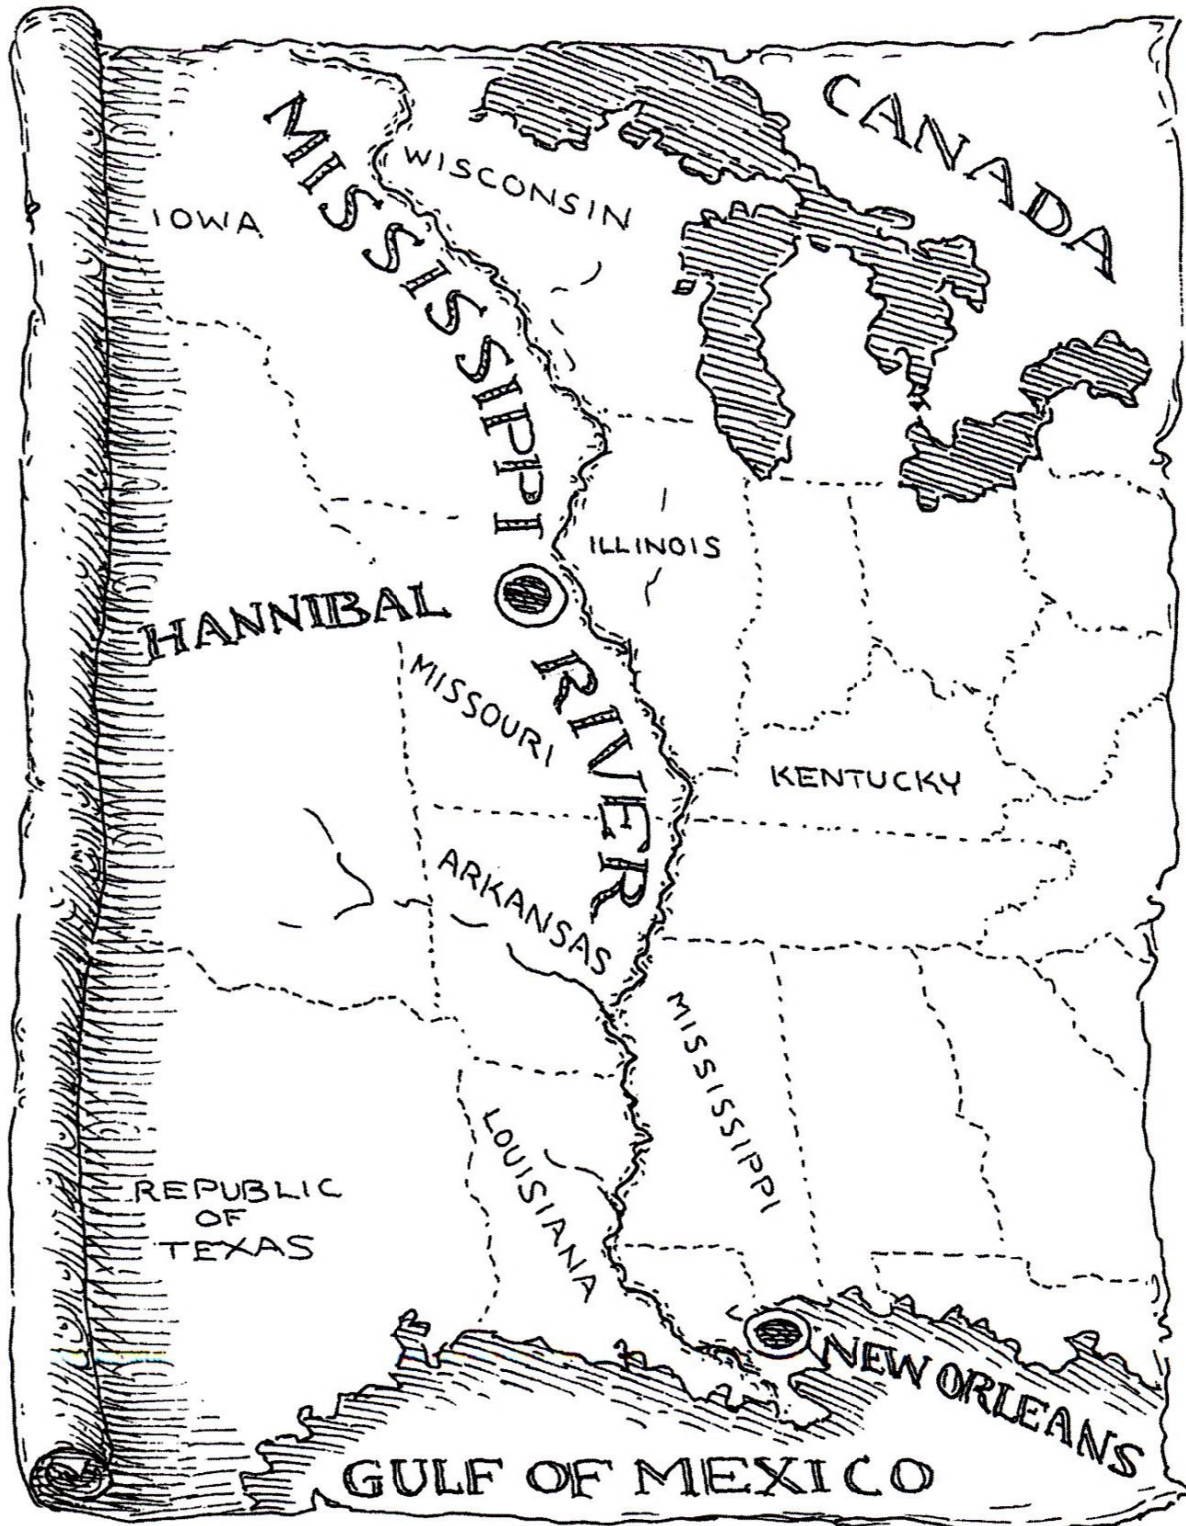 CANADA
MISSISSIPPI
WISCONSIN
IOWA
ILLINOIS
HANNIBAL
RIVER
MISSOURI
KENTUCKY
ARKANSAS
MISSISSIPPI
LOUISIANA
REPUBLIC
OF
TEXAS
NEW ORLEANS
GULF OF MEXICO